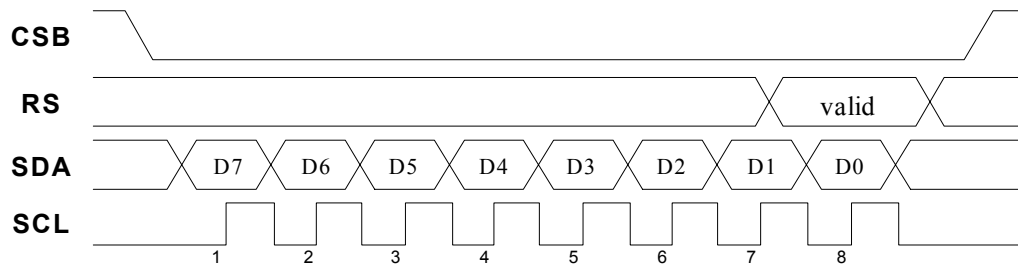 CSB
RS valid
SDA D7 D6 D5 D4 D3 D2 D1 D0
SCL
1 2 3 4 5 6 7 8